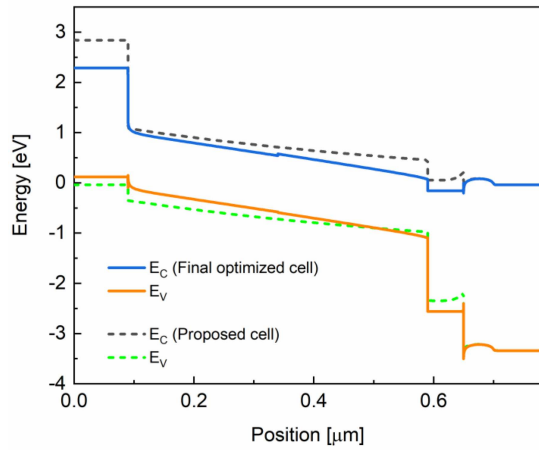 3
2
1
0
-1
-2
-3
-4
Energy [eV]
E_C (Final optimized cell)
E_V
E_C (Proposed cell)
E_V
0.0 0.2 0.4 0.6
Position [µm]